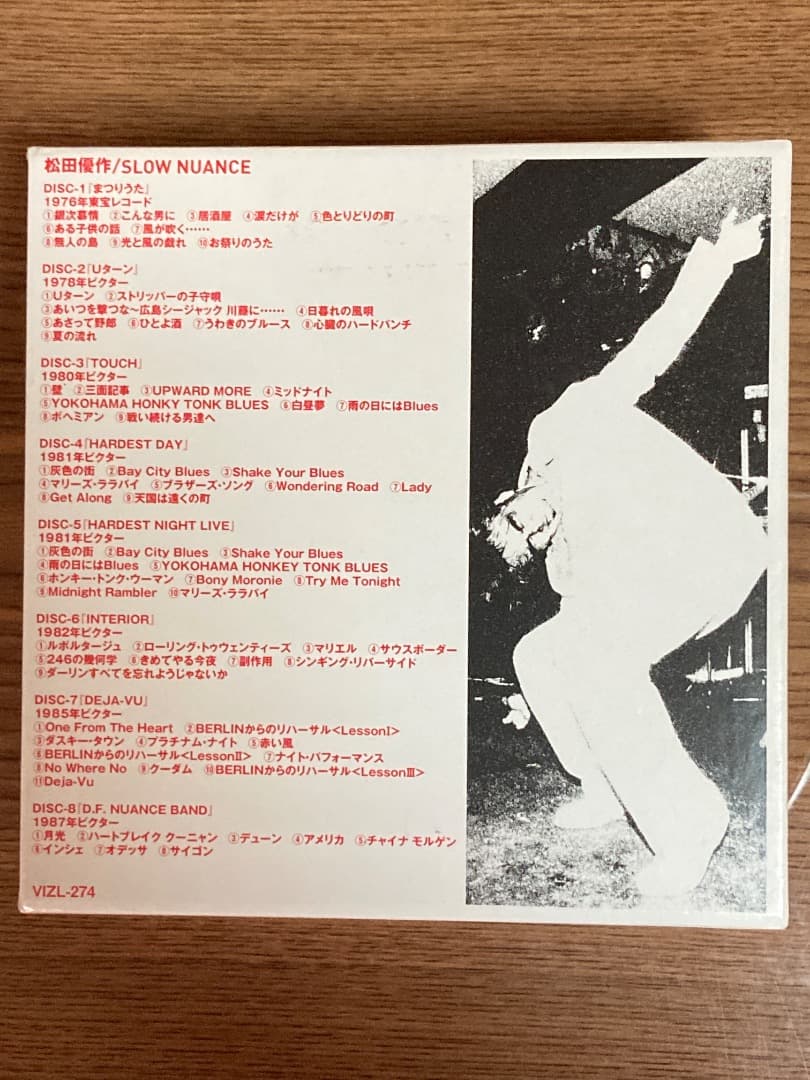 松田優作/SLOW NUANCE
DISC-1『まつりうた』
1976年東宝レコード
①銀次慕情 ②こんな男に ③居酒屋 ④涙だけが ⑤色とりどりの町
⑥ある子供の話 ⑦風が吹く……
⑧無人の島 ⑨光と風の戯れ ⑩お祭りのうた
DISC-2『Uターン』
1978年ビクター
①Uターン ②ストリッパーの子守唄
③あいつを撃つな〜広島シージャック 川藤に…… ④日暮れの風唄
⑤あさって野郎 ⑥ひとよ酒 ⑦うわきのブルース ⑧心臓のハードパンチ
⑨夏の流れ
DISC-3『TOUCH』
1980年ビクター
①壁 ②三面記事 ③UPWARD MORE ④ミッドナイト
⑤YOKOHAMA HONKY TONK BLUES ⑥白昼夢 ⑦雨の日にはBlues
⑧ボヘミアン ⑨戦い続ける男達へ
DISC-4『HARDEST DAY』
1981年ビクター
①灰色の街 ②Bay City Blues ③Shake Your Blues
④マリーズ・ララバイ ⑤ブラザーズ・ソング ⑥Wondering Road ⑦Lady
⑧Get Along ⑨天国は遠くの町
DISC-5『HARDEST NIGHT LIVE』
1981年ビクター
①灰色の街 ②Bay City Blues ③Shake Your Blues
④雨の日にはBlues ⑤YOKOHAMA HONKEY TONK BLUES
⑥ホンキー・トンク・ウーマン ⑦Bony Moronie ⑧Try Me Tonight
⑨Midnight Rambler ⑩マリーズ・ララバイ
DISC-6『INTERIOR』
1982年ビクター
①ルポルタージュ ②ローリング・トゥウェンティーズ ③マリエル ④サウスボーダー
⑤246の幾何学 ⑥きめてやる今夜 ⑦副作用 ⑧シンギング・リバーサイド
⑨ダーリンすべてを忘れようじゃないか
DISC-7『DEJA-VU』
1985年ビクター
①One From The Heart ②BERLINからのリハーサル<LessonⅠ>
③ダスキー・タウン ④プラチナム・ナイト ⑤赤い風
⑥BERLINからのリハーサル<LessonⅡ> ⑦ナイト・パフォーマンス
⑧No Where No ⑨クーダム ⑩BERLINからのリハーサル<LessonⅢ>
⑪Deja-Vu
DISC-8『D.F. NUANCE BAND』
1987年ビクター
①月光 ②ハートブレイク クーニャン ③デューン ④アメリカ ⑤チャイナ モルゲン
⑥インシェ ⑦オデッサ ⑧サイゴン
VIZL-274